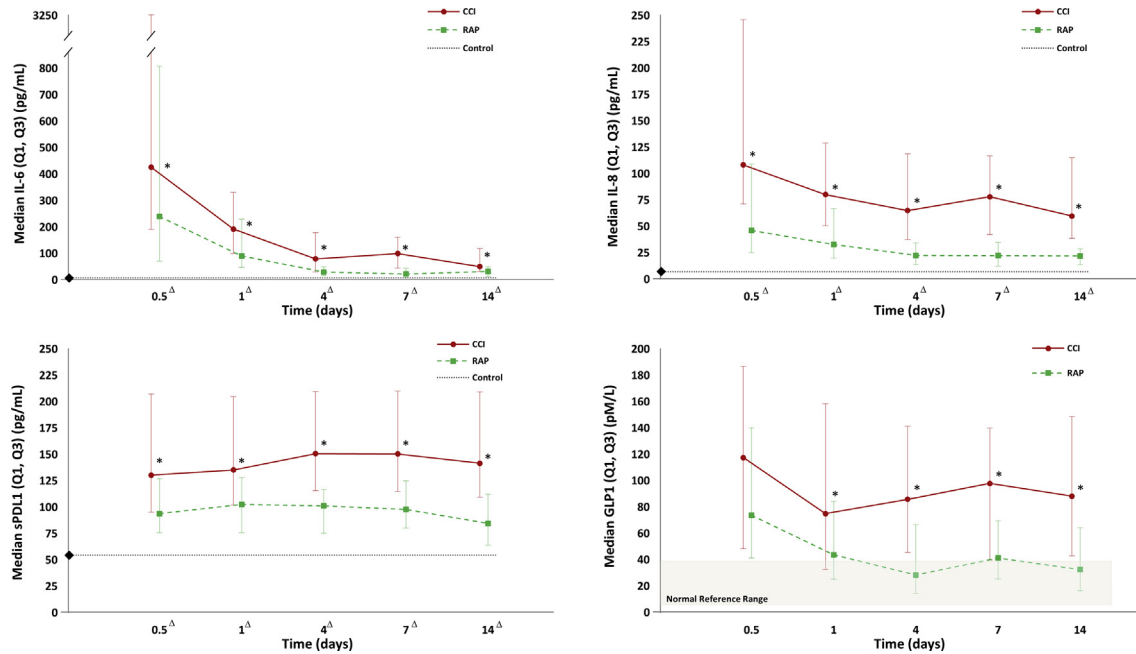 Median IL-6 (Q1, Q3) (pg/mL)
3250
800
700
600
500
400
300
200
100
0
CCI
RAP
Control
*
*
*
*
*
0.5Δ
1Δ
4Δ
7Δ
14Δ
Time (days)
Median IL-8 (Q1, Q3) (pg/mL)
250
225
200
175
150
125
100
75
50
25
0
CCI
RAP
Control
*
*
*
*
*
0.5Δ
1Δ
4Δ
7Δ
14Δ
Time (days)
Median sPDL1 (Q1, Q3) (pg/mL)
250
225
200
175
150
125
100
75
50
25
0
CCI
RAP
Control
*
*
*
*
*
0.5Δ
1Δ
4Δ
7Δ
14Δ
Time (days)
Median GLP1 (Q1, Q3) (pM/L)
200
180
160
140
120
100
80
60
40
20
0
CCI
RAP
*
*
*
*
Normal Reference Range
0.5
1
4
7
14
Time (days)